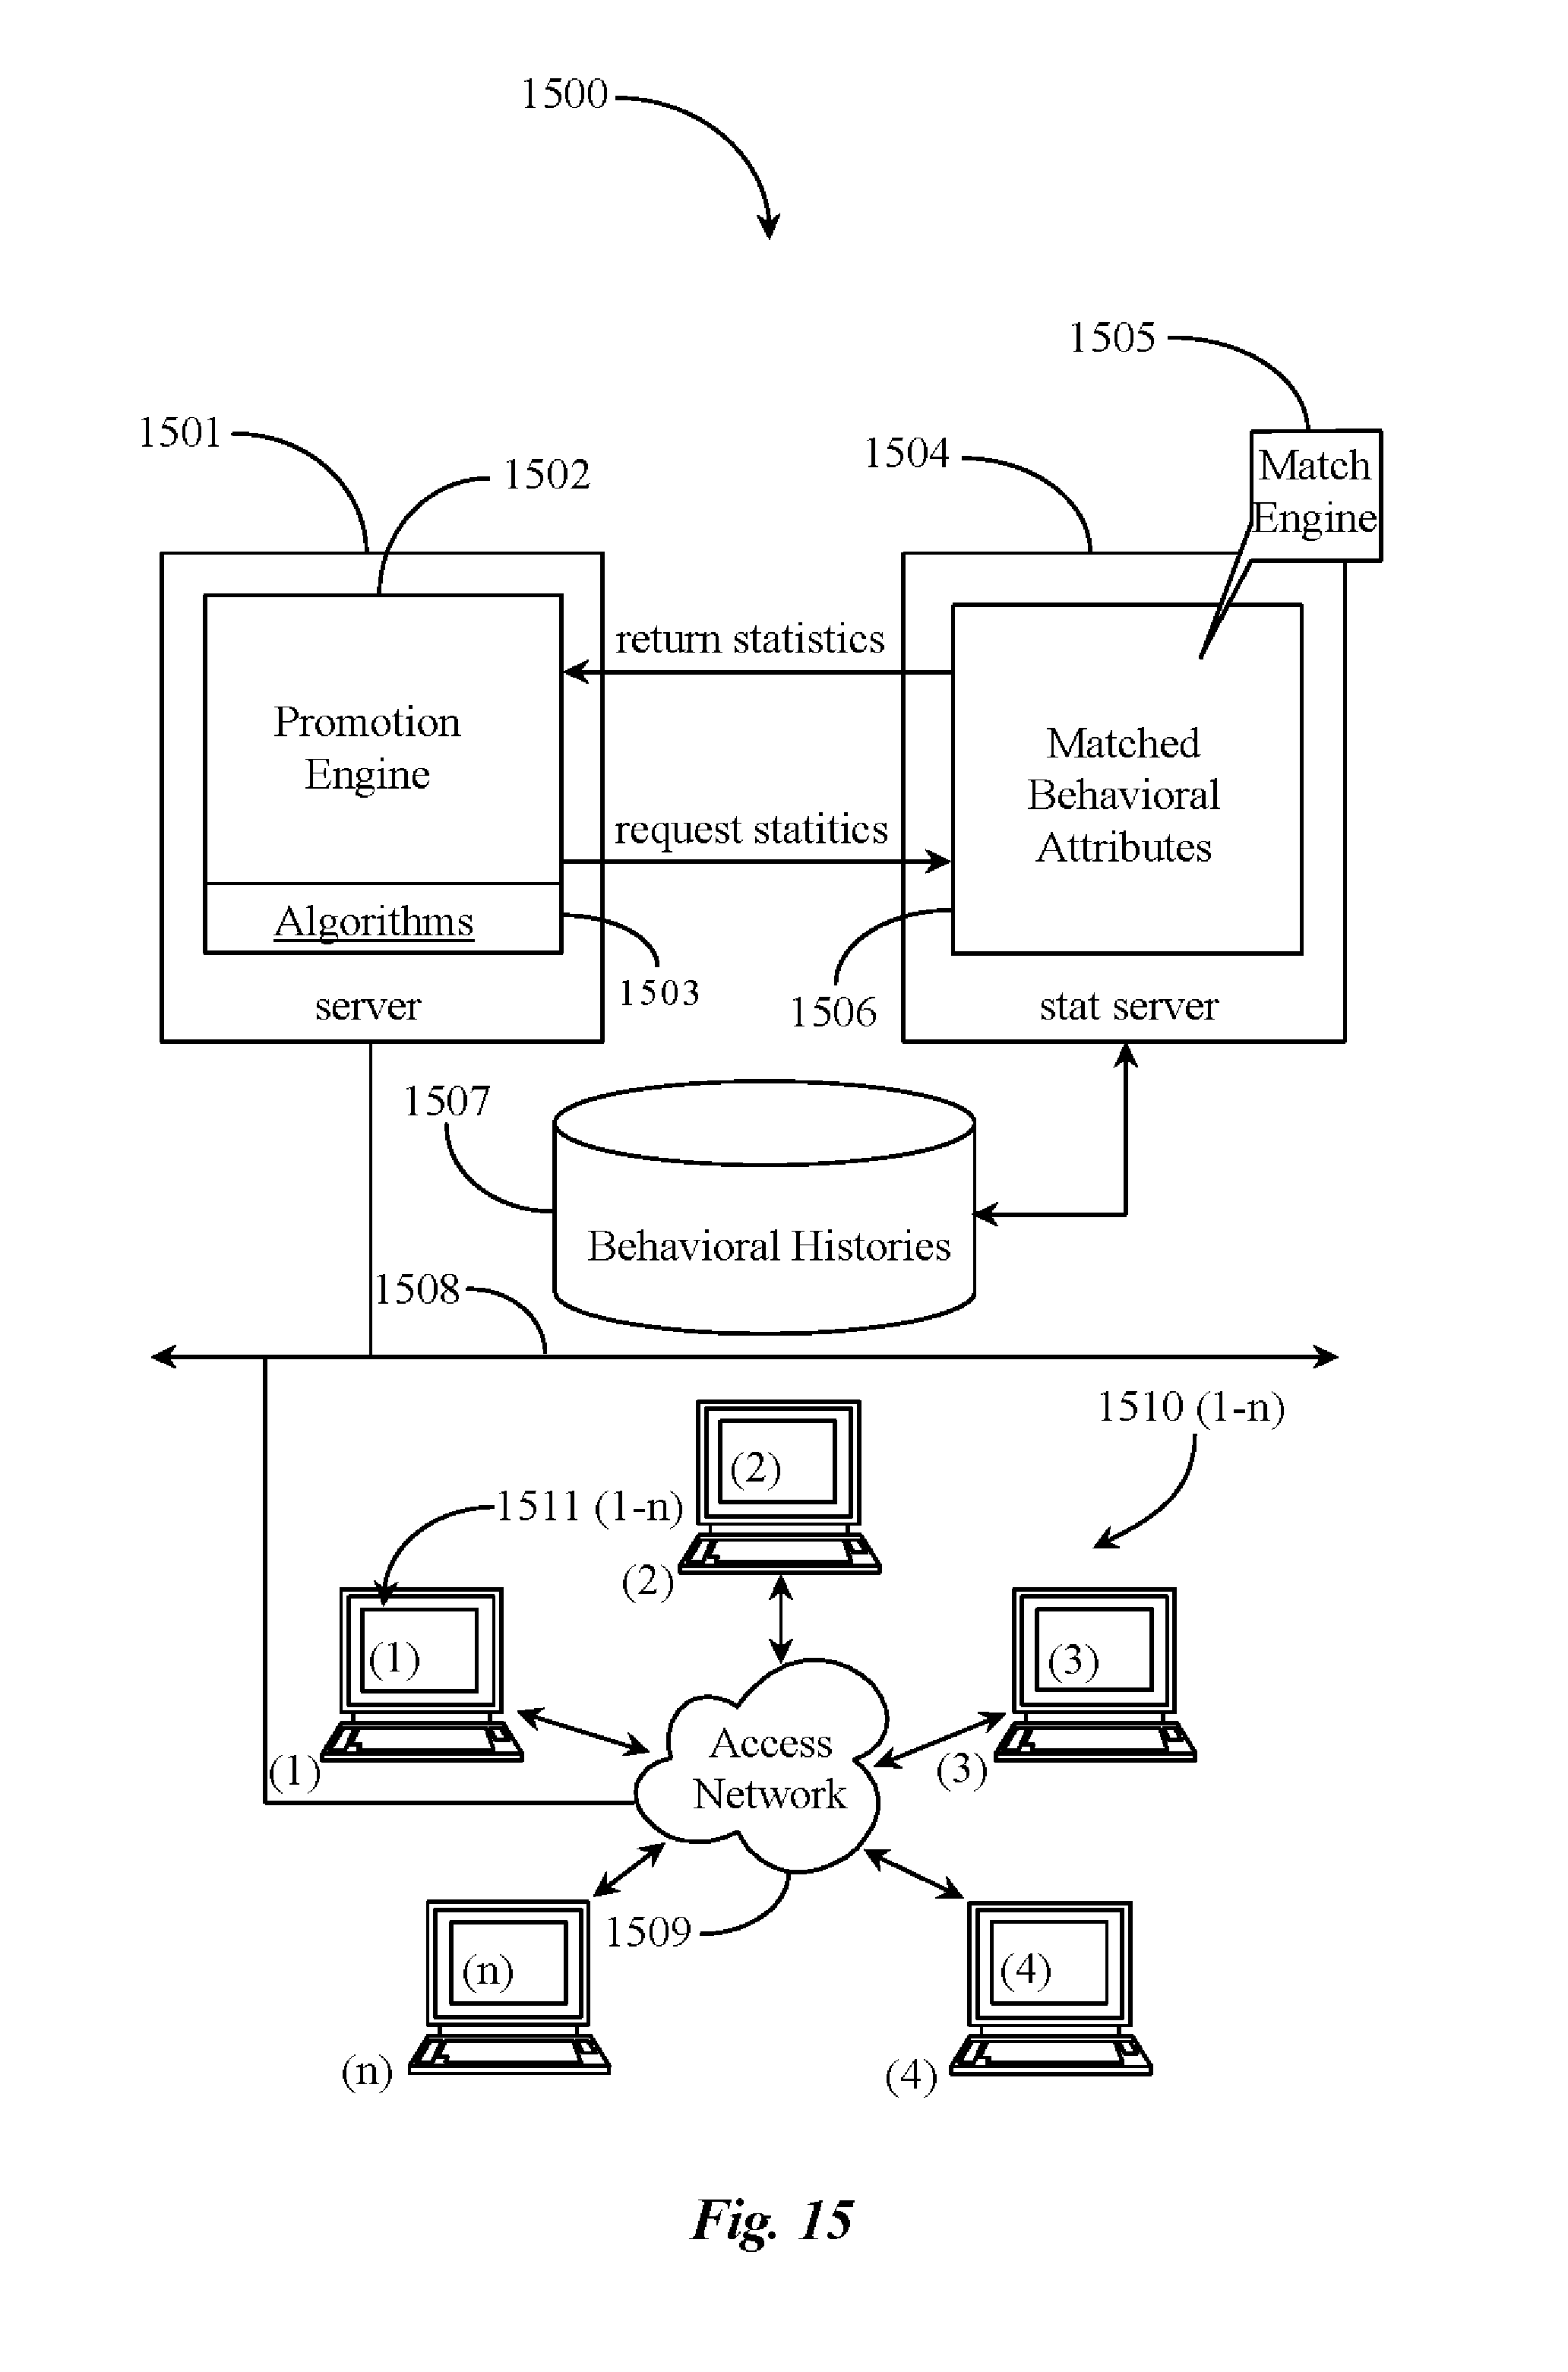 1500
1505
1501
1504
1502
Match
Engine
return statistics
Promotion
Engine
Matched
Behavioral
Attributes
request statitics
Algorithms
1503
1506
server
stat server
1507
Behavioral Histories
1508
1510 (1-n)
(2)
1511 (1-n)
(2)
(1)
(3)
Access
Network
(1)
(3)
1509
(n)
(4)
(n)
(4)
Fig. 15